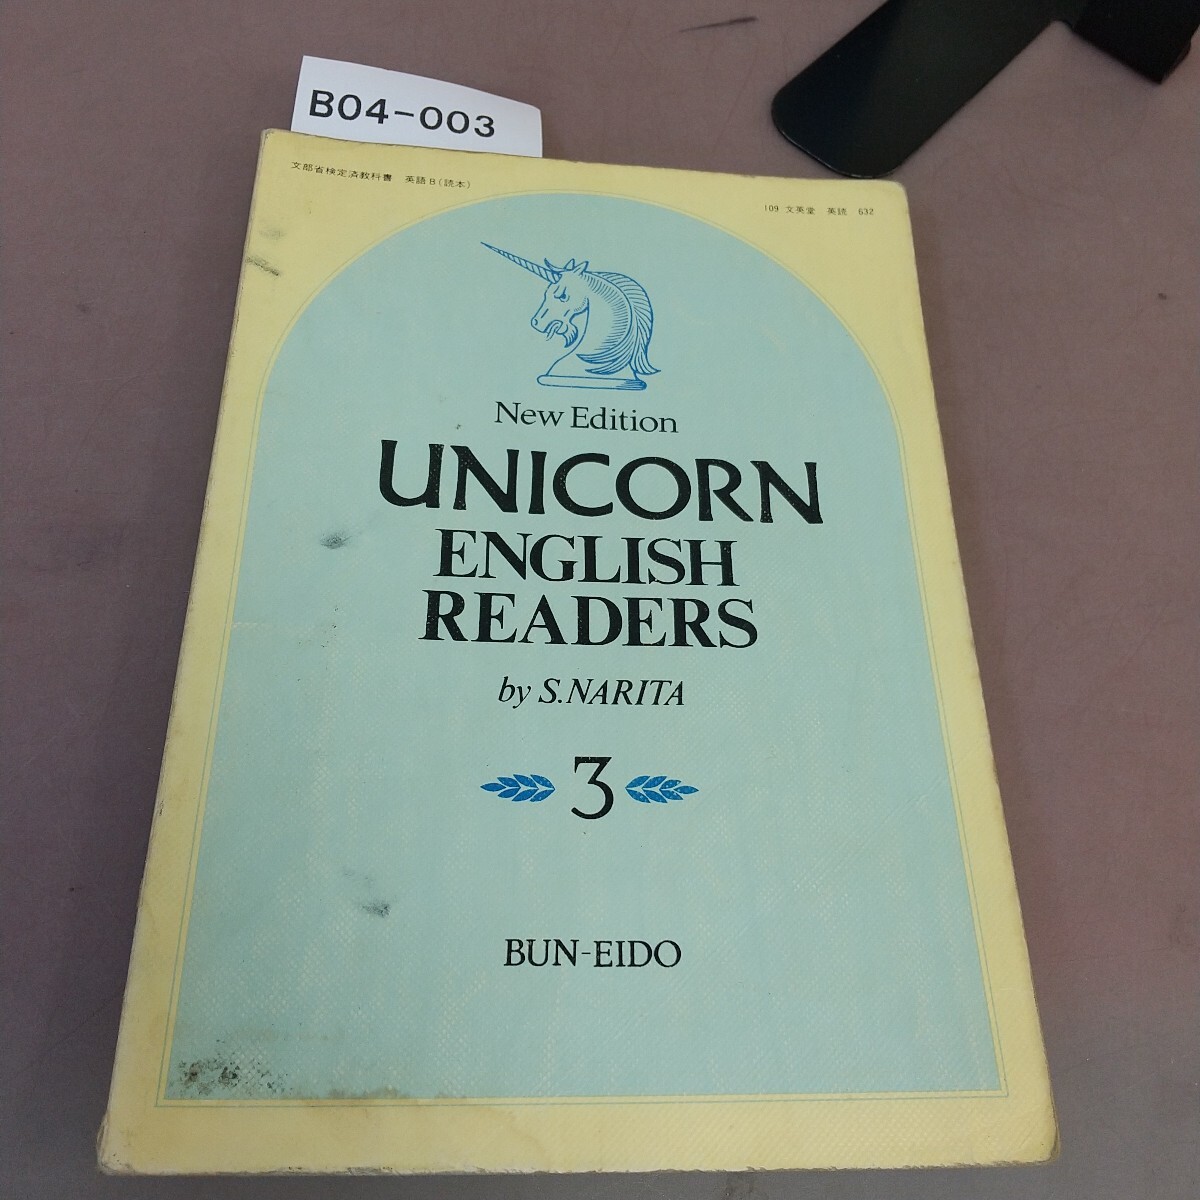 B04-003
文部省検定済教科書 英語B(読本)
109 文英堂 英読 632
New Edition
UNICORN
ENGLISH
READERS
by S.NARITA
3
BUN-EIDO